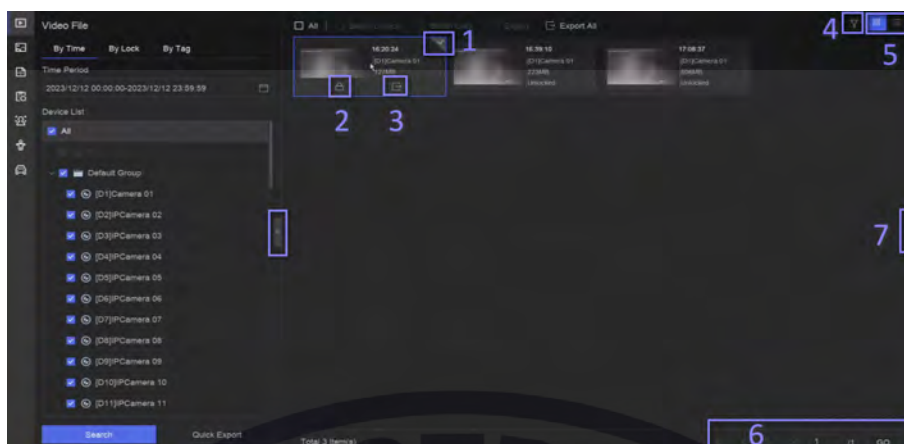 Video File
All
Export All
4
5
By Time
By Lock
By Tag
1
Time Period
2023/12/12 00:00:00-2023/12/12 23:59:59
16:20:34
[D1]Camera 01
16:39:10
[D1]Camera 01
223MB
Unlocked
17:08:37
[D1]Camera 01
Unlocked
2
3
Device List
All
Default Group
[D1]Camera 01
[D2]IPCamera 02
[D3]IPCamera 03
[D4]IPCamera 04
[D5]IPCamera 05
[D6]IPCamera 06
[D7]IPCamera 07
[D8]IPCamera 08
[D9]IPCamera 09
[D10]IPCamera 10
[D11]IPCamera 11
7
Search
Quick Export
Total 3 Item(s)
6
GO